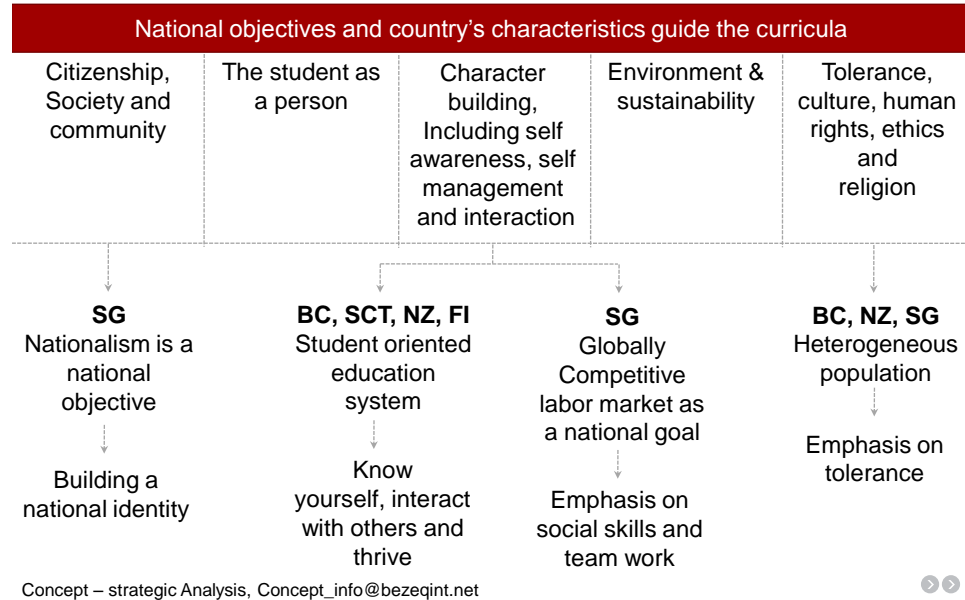 National objectives and country's characteristics guide the curricula
Citizenship,
Society and
community
The student as
a person
Character
building,
Including self
awareness, self
management
and interaction
Environment &
sustainability
Tolerance,
culture, human
rights, ethics
and
religion
SG
Nationalism is a
national
objective
Building a
national identity
BC, SCT, NZ, FI
Student oriented
education
system
Know
yourself, interact
with others and
thrive
SG
Globally
Competitive
labor market as
a national goal
Emphasis on
social skills and
team work
BC, NZ, SG
Heterogeneous
population
Emphasis on
tolerance
Concept – strategic Analysis, Concept_info@bezeqint.net